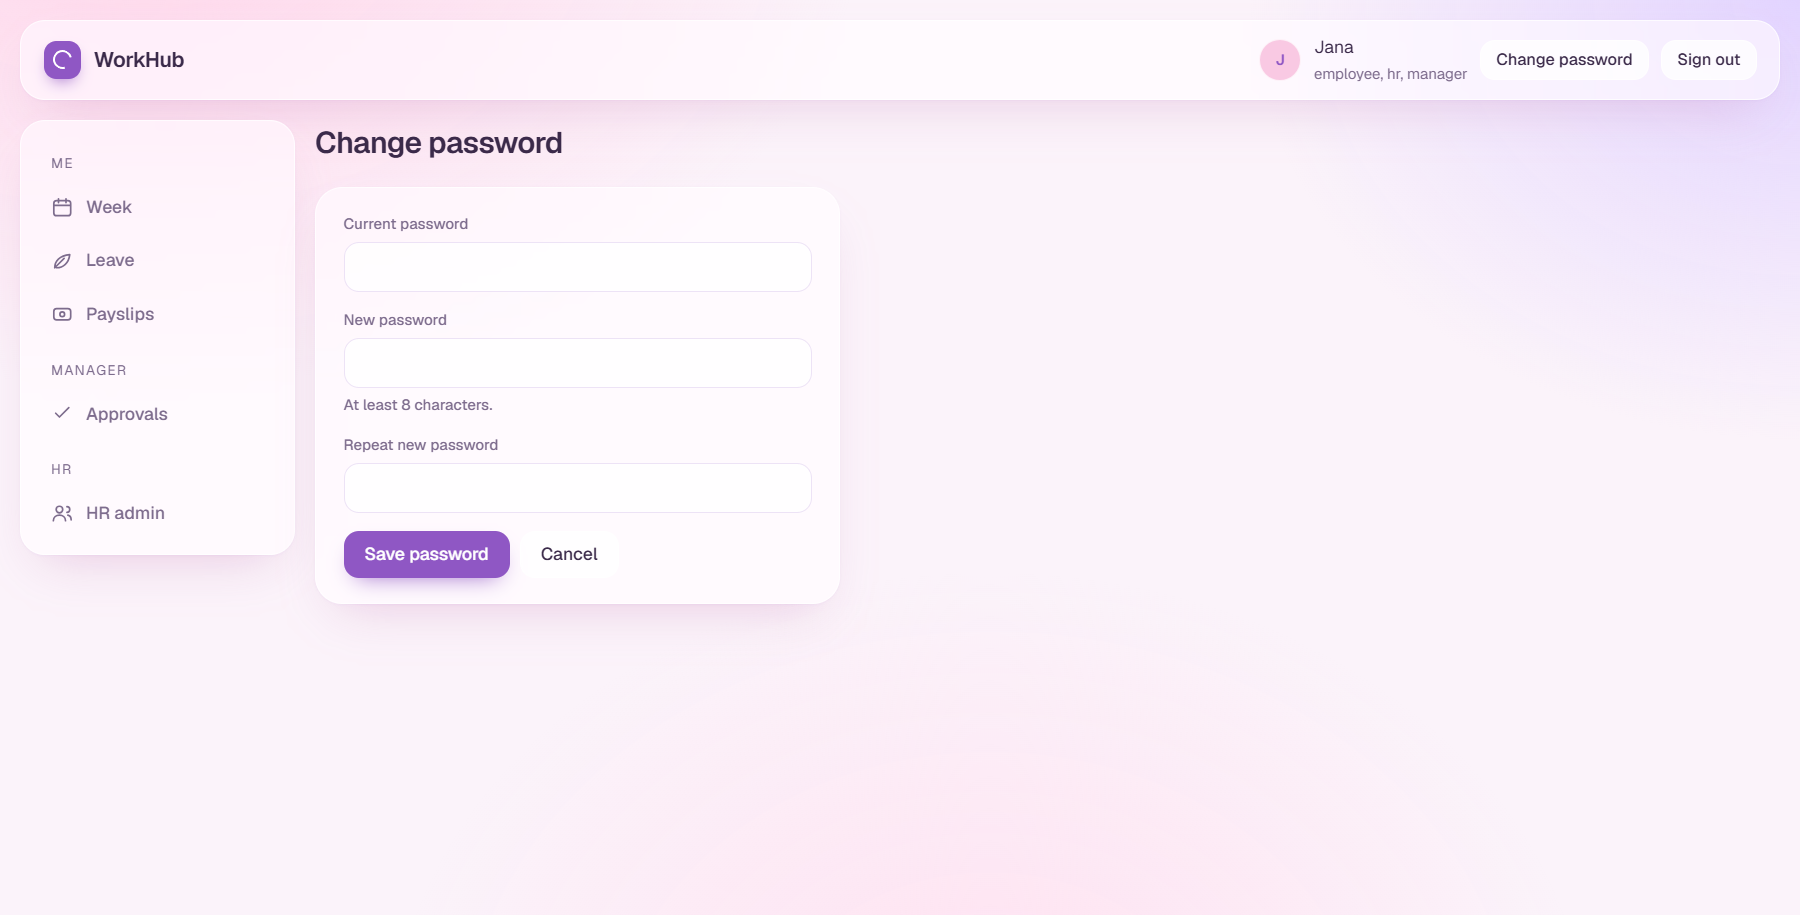 WorkHub
J
Jana
employee, hr, manager
Change password
Sign out
ME
Week
Leave
Payslips
MANAGER
Approvals
HR
HR admin
Change password
Current password
New password
At least 8 characters.
Repeat new password
Save password
Cancel